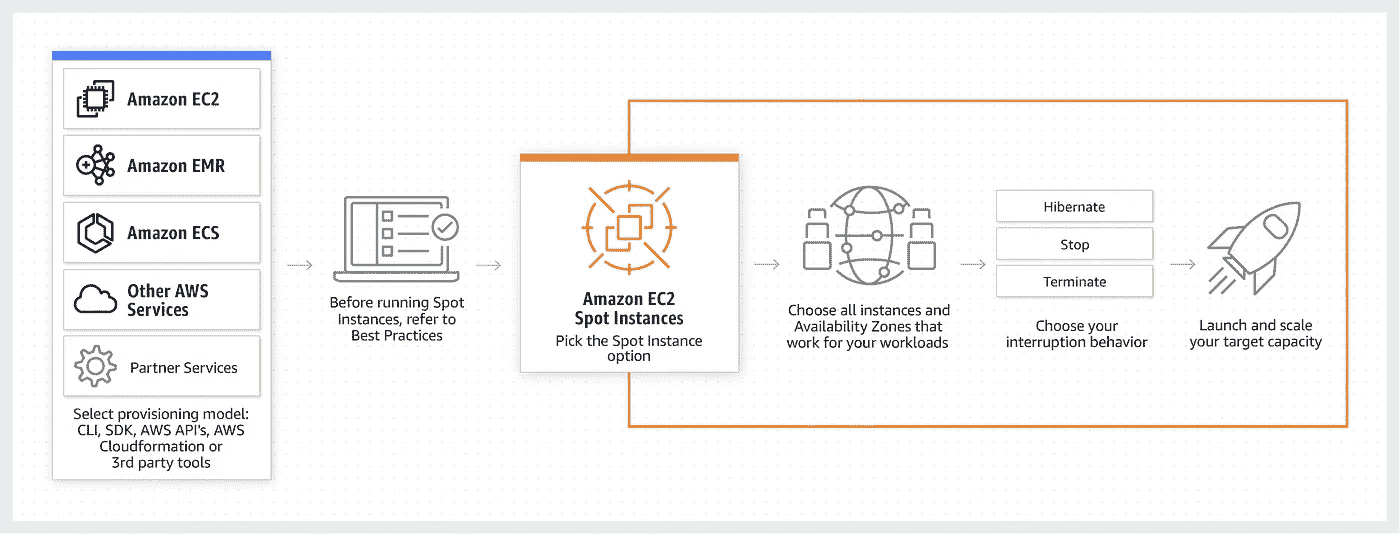 Amazon EC2
Amazon EMR
Amazon ECS
Other AWS
Services
Partner Services
Select provisioning model:
CLI, SDK, AWS API's, AWS
Cloudformation or
3rd party tools
Before running Spot
Instances, refer to
Best Practices
Amazon EC2
Spot Instances
Pick the Spot Instance
option
Choose all instances and
Availability Zones that
work for your workloads
Hibernate
Stop
Terminate
Choose your
interruption behavior
Launch and scale
your target capacity